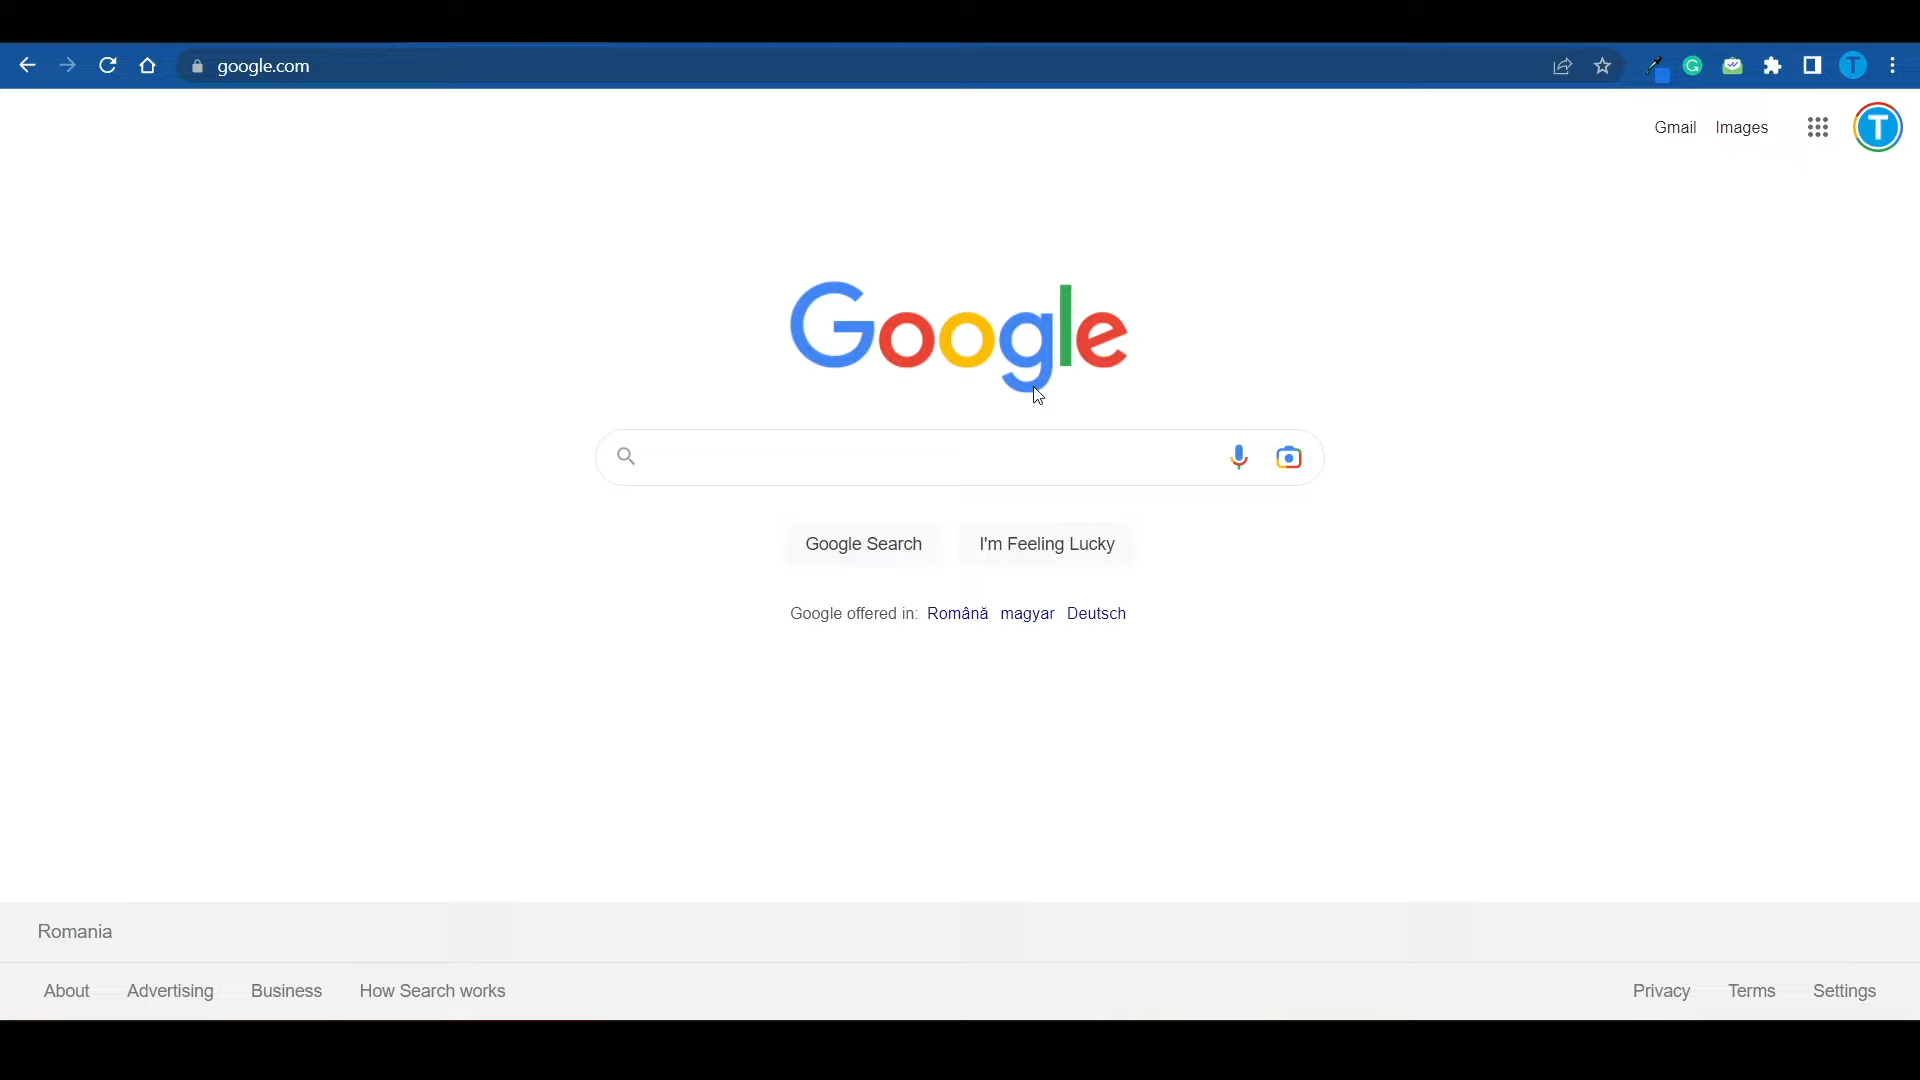 google.com
T
Gmail Images
T
Google
Google Search I'm Feeling Lucky
Google offered in: Română magyar Deutsch
Romania
About Advertising Business How Search works Privacy Terms Settings